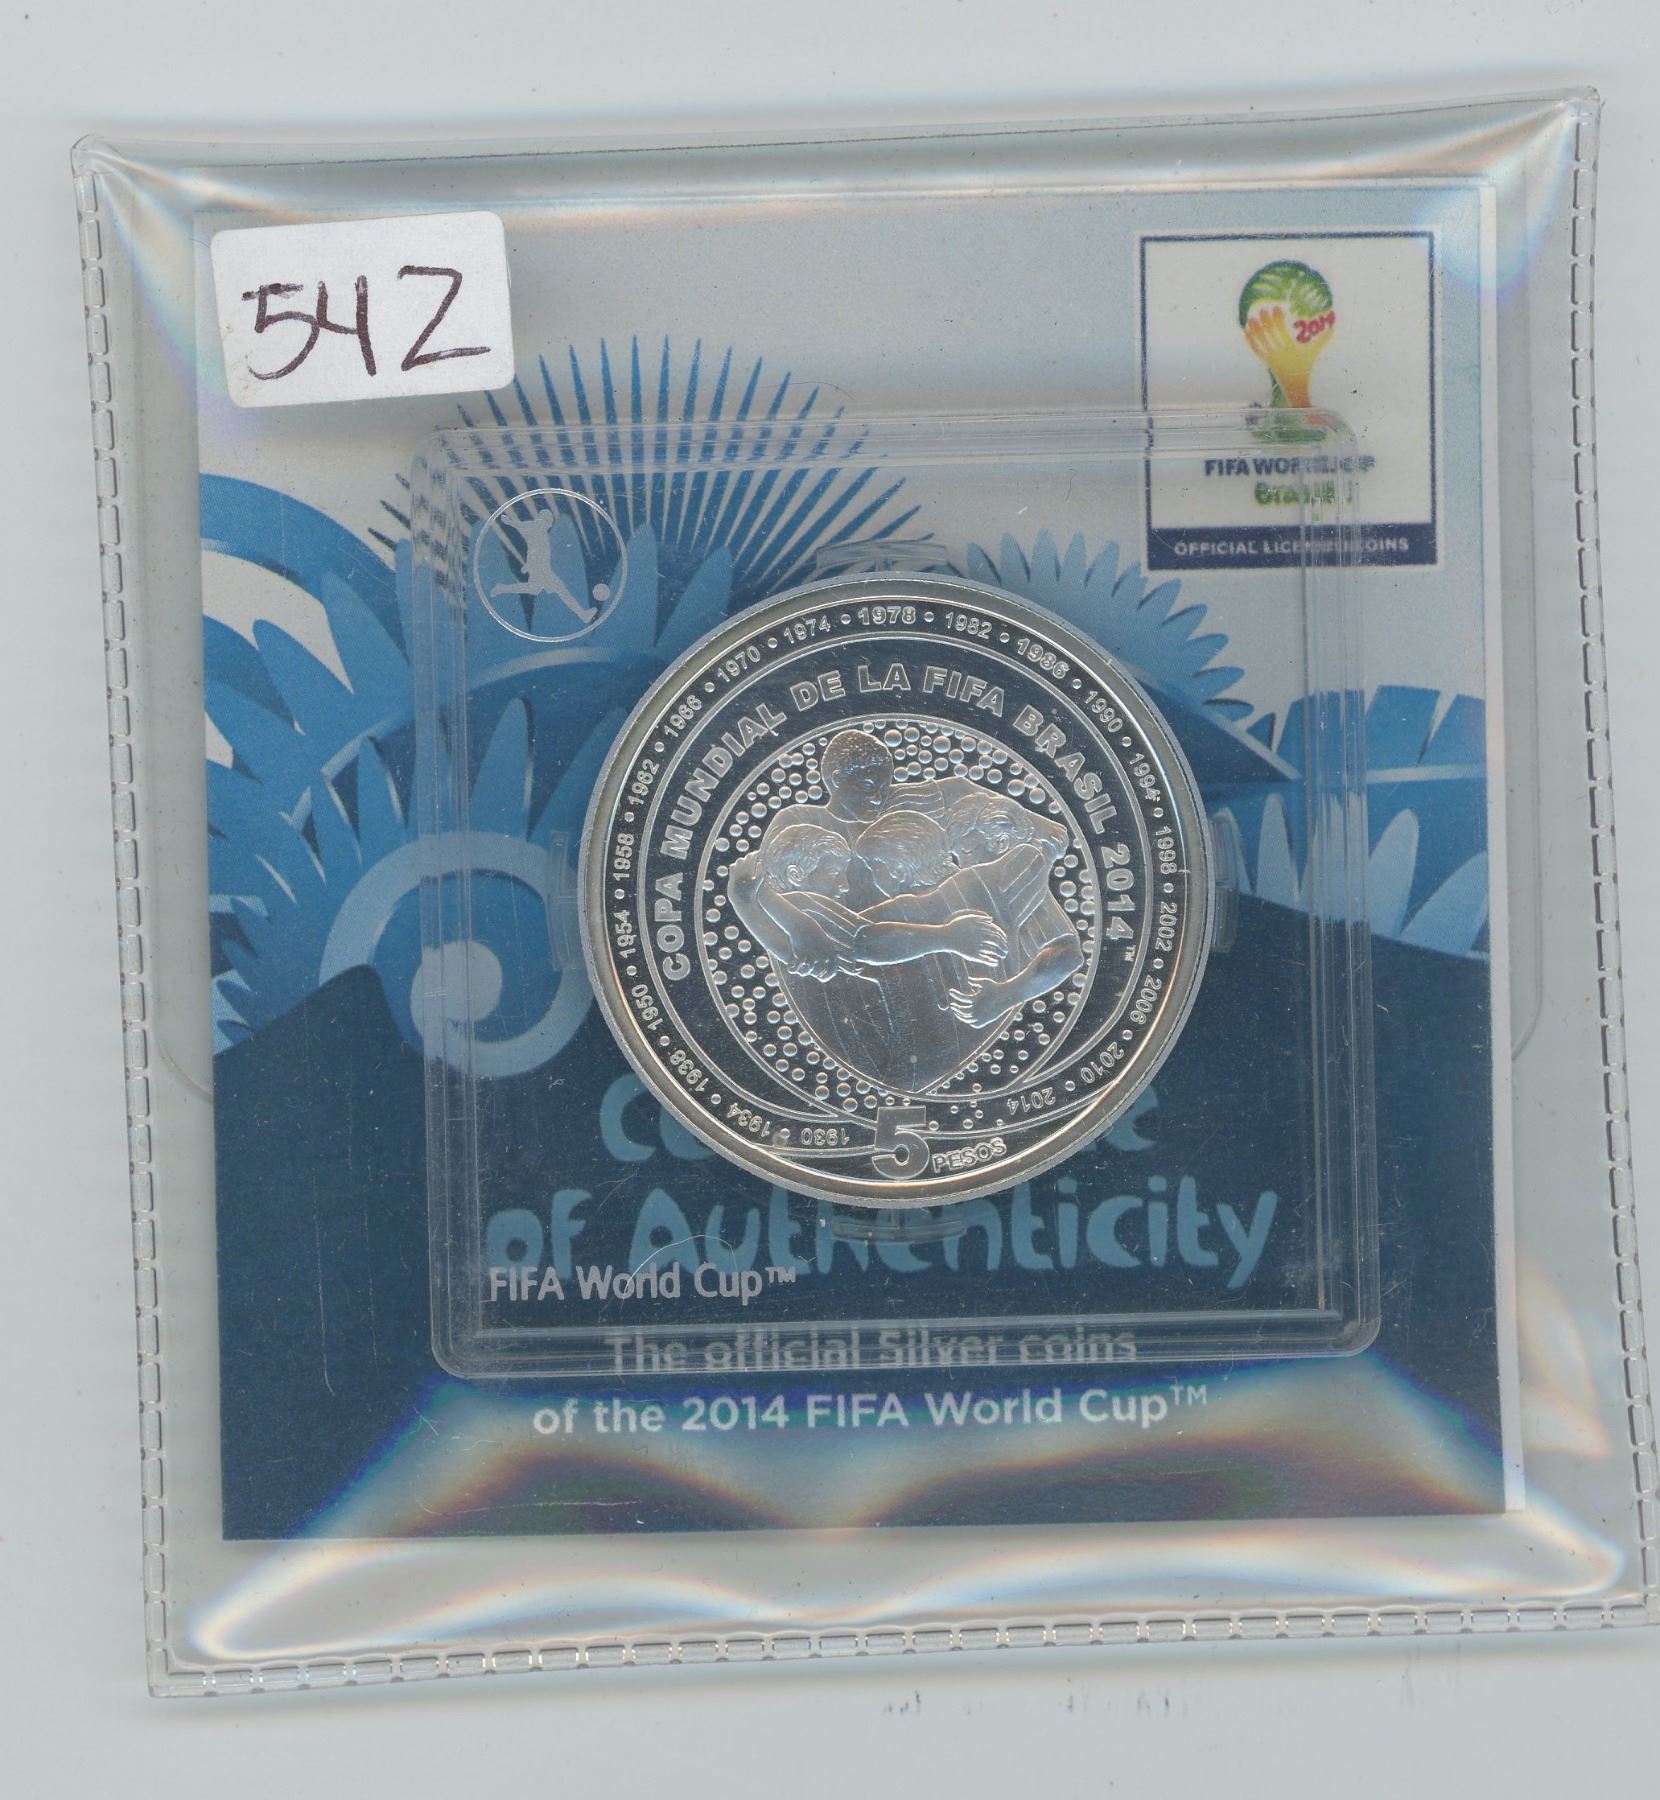 542
2014
FIFA WORLD CUP
Brasil
OFFICIAL LICENSED COINS
1930 • 1934 • 1938 • 1950 • 1954 • 1958 • 1962 • 1966 • 1970 • 1974 • 1978 • 1982 • 1986 • 1990 • 1994 • 1998 • 2002 • 2006 • 2010 • 2014
COPA MUNDIAL DE LA FIFA BRASIL 2014™
5 PESOS
of Authenticity
FIFA World Cup™
The official Silver coins
of the 2014 FIFA World Cup™